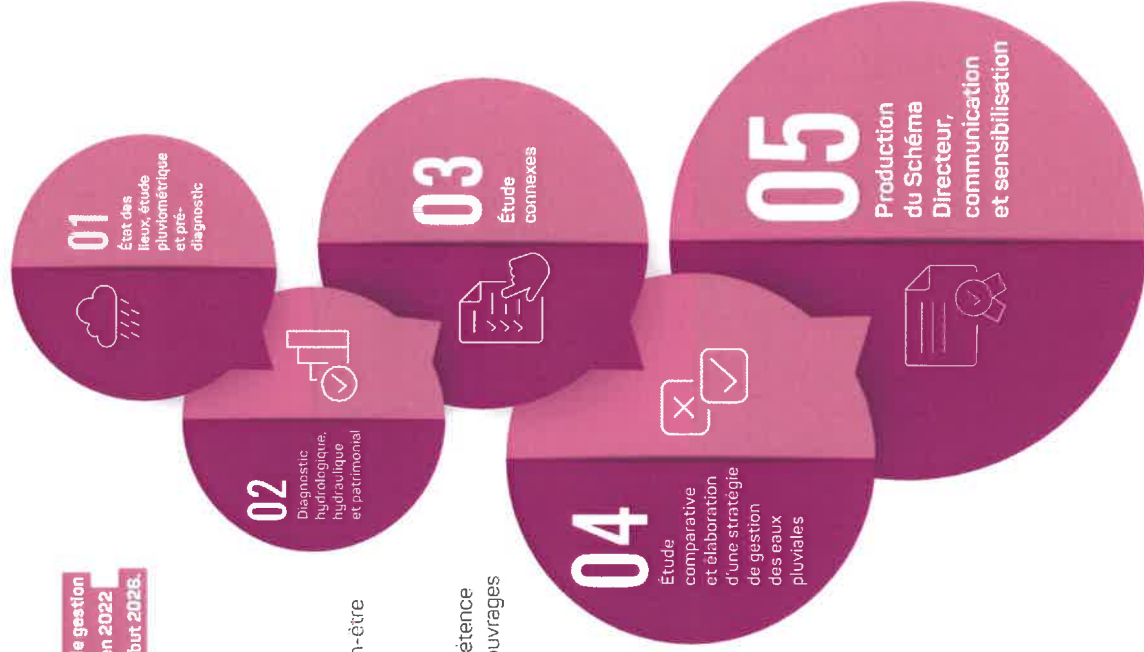 e gestion
en 2022
but 2026.
n-être
étence
ouvrages
01
État des
lieux, étude
pluviométrique
et pré-
diagnostic
02
Diagnostic
hydrologique,
hydraulique
et patrimonial
03
Étude
connexes
04
Étude
comparative
et élaboration
d'une stratégie
de gestion
des eaux
pluviales
05
Production
du Schéma
Directeur,
communication
et sensibilisation